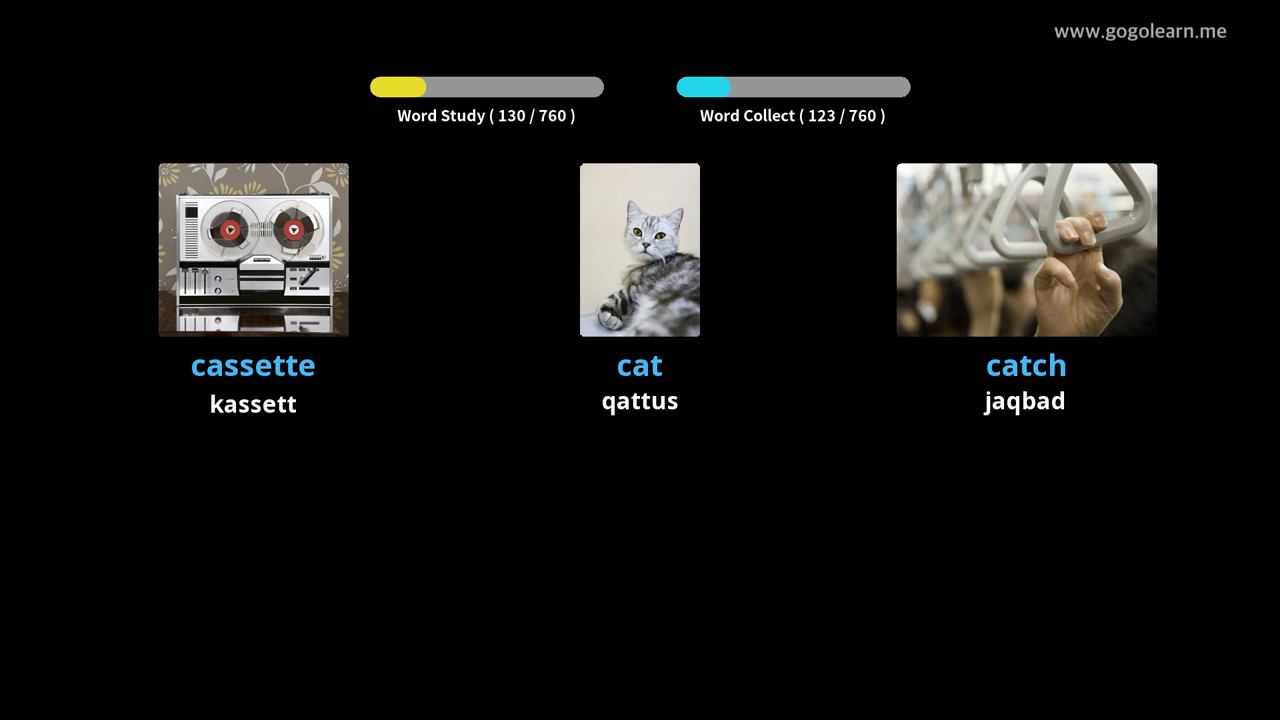 www.gogolearn.me
Word Study ( 130 / 760 )
Word Collect ( 123 / 760 )
cassette
kassett
cat
qattus
catch
jaqbad